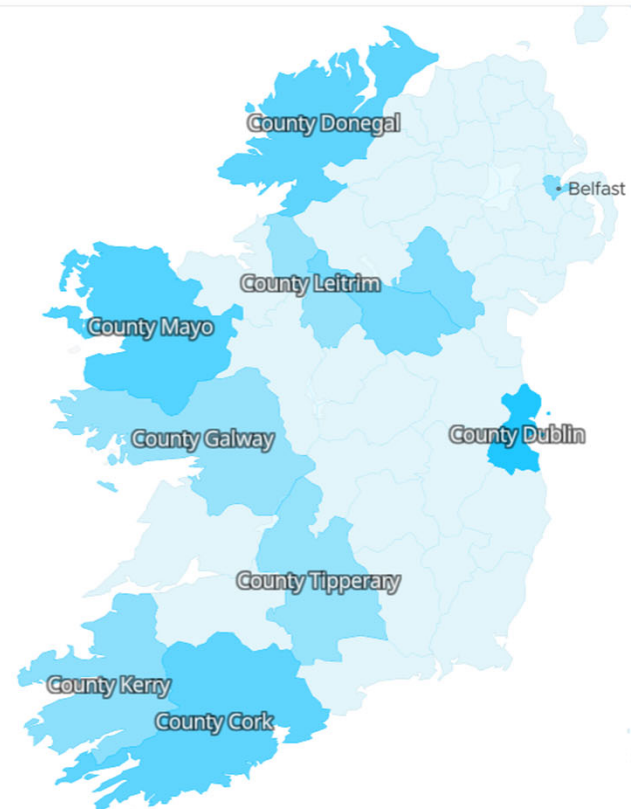 County Donegal
Belfast
County Leitrim
County Mayo
County Dublin
County Galway
County Tipperary
County Kerry
County Cork